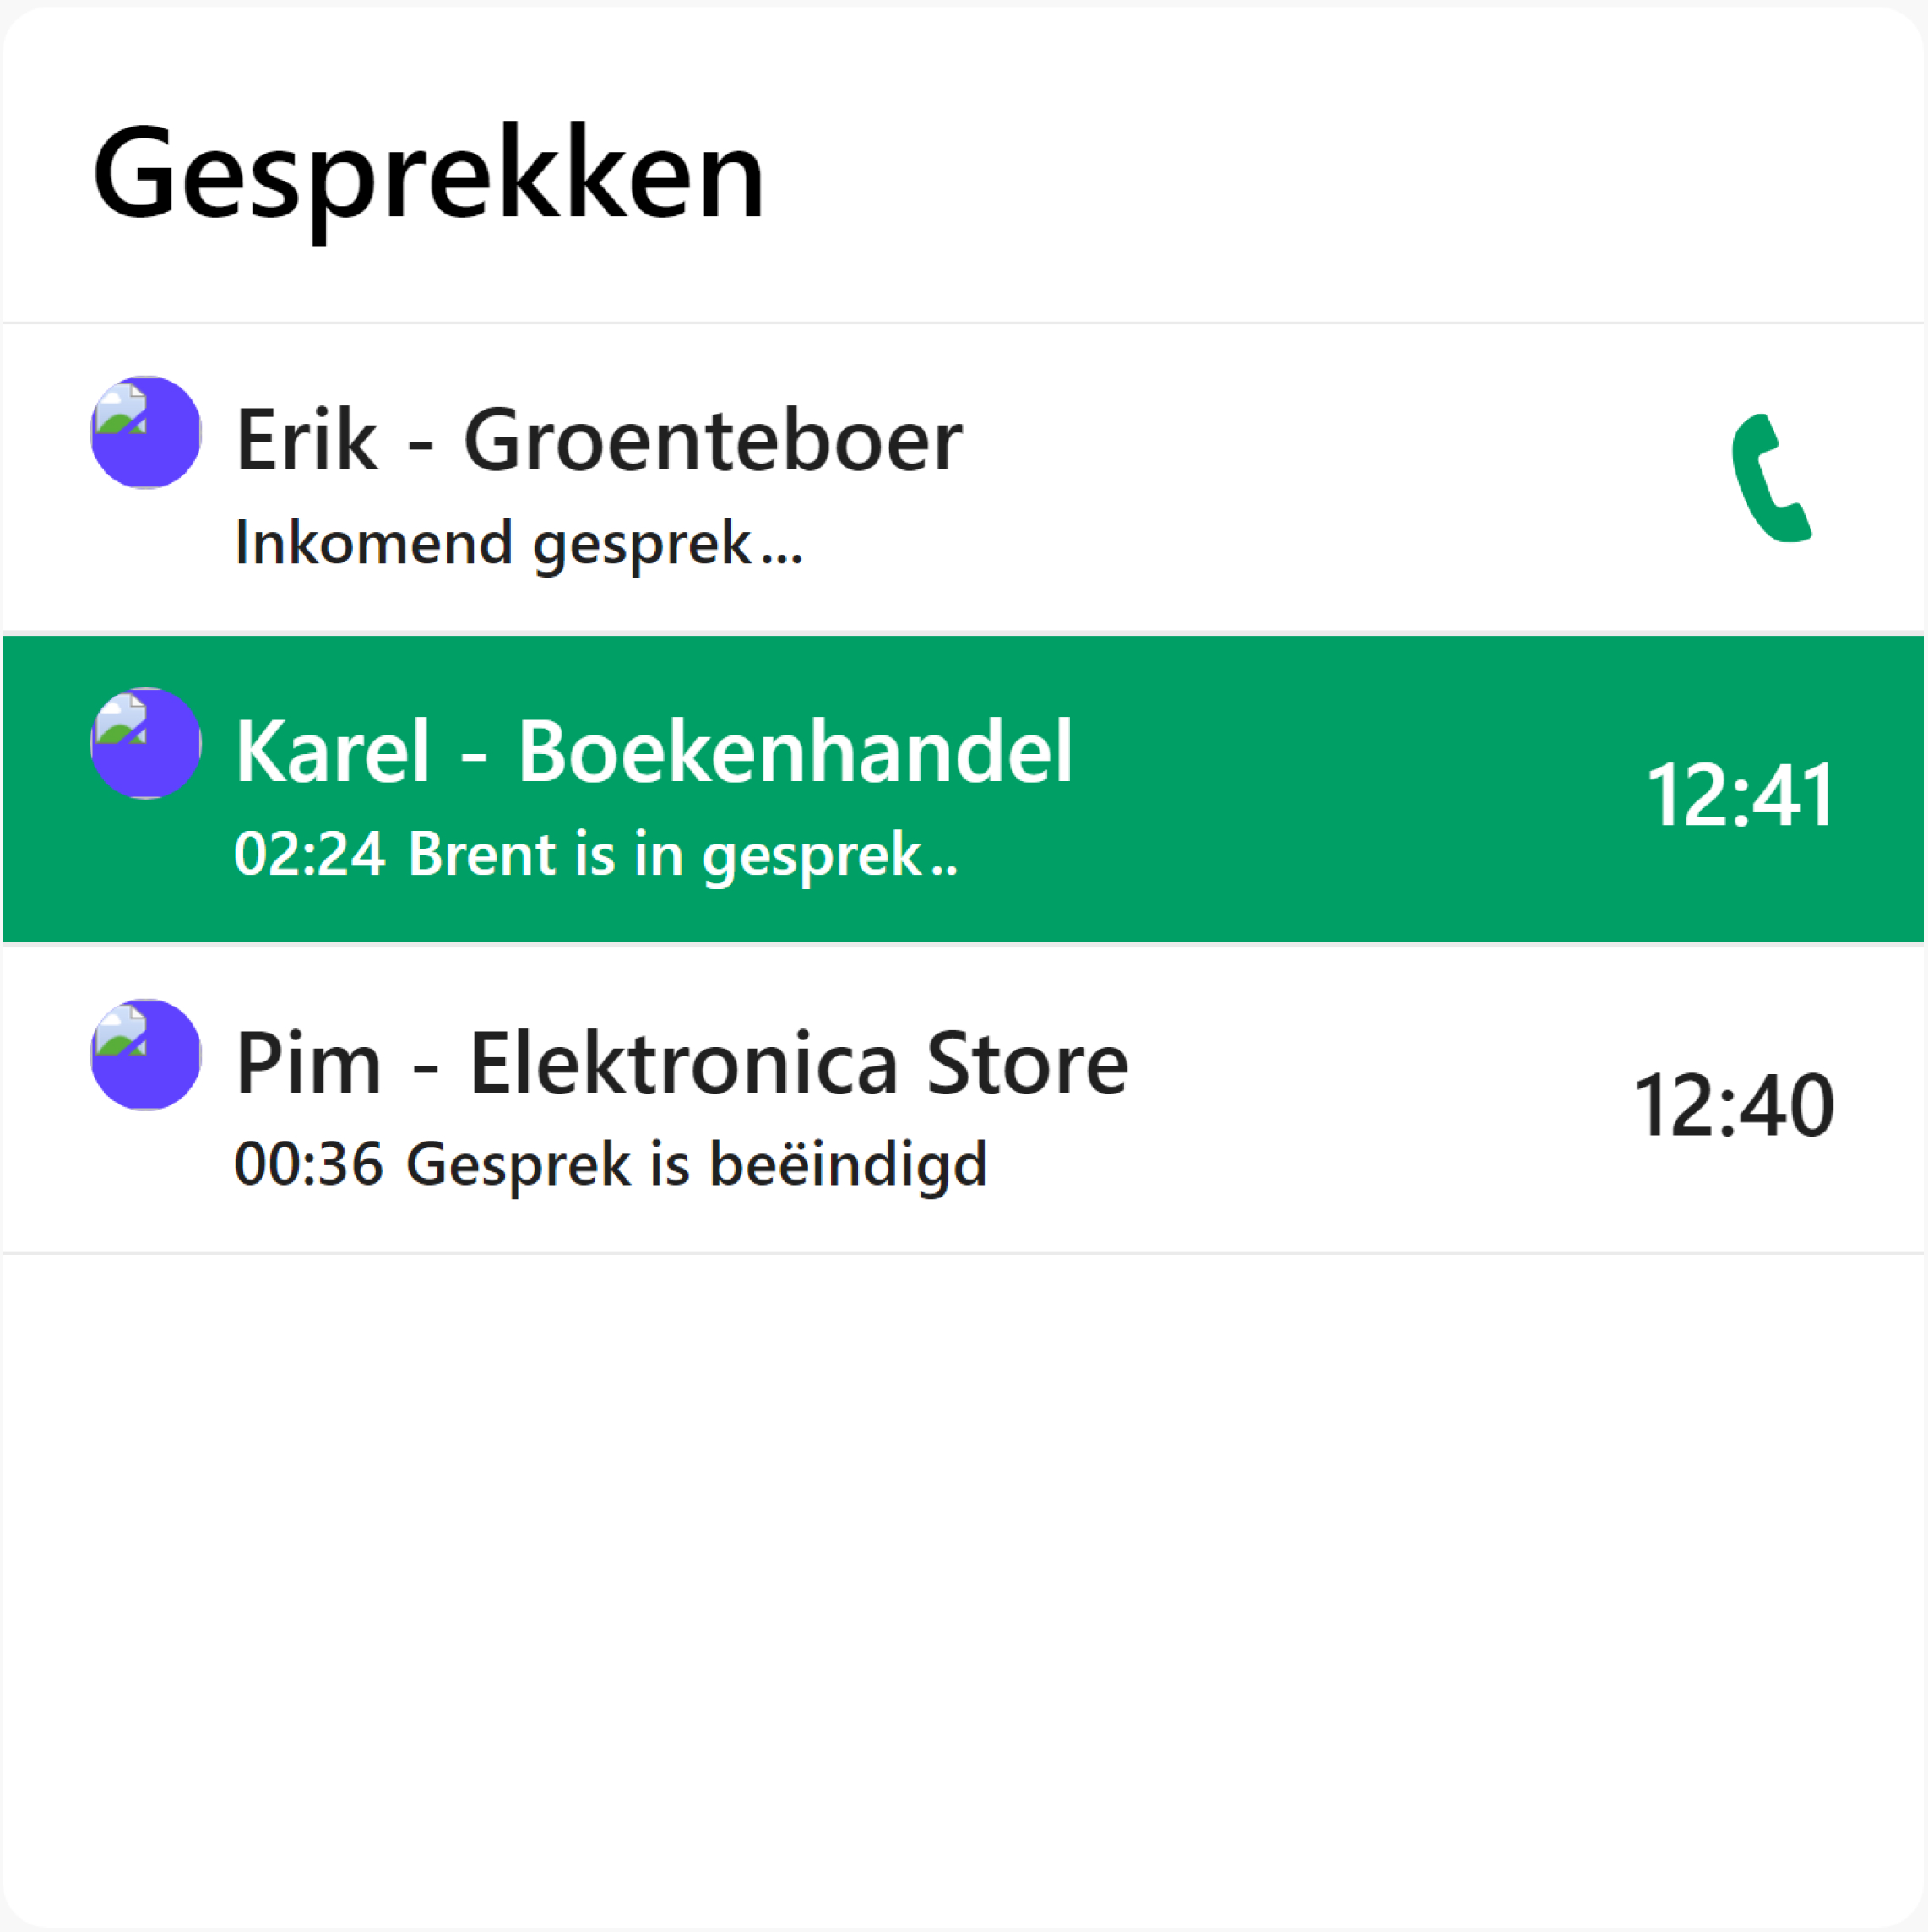 Gesprekken
Erik - Groenteboer
Inkomend gesprek...
Karel - Boekenhandel
12:41
02:24 Brent is in gesprek..
Pim - Elektronica Store
12:40
00:36 Gesprek is beëindigd